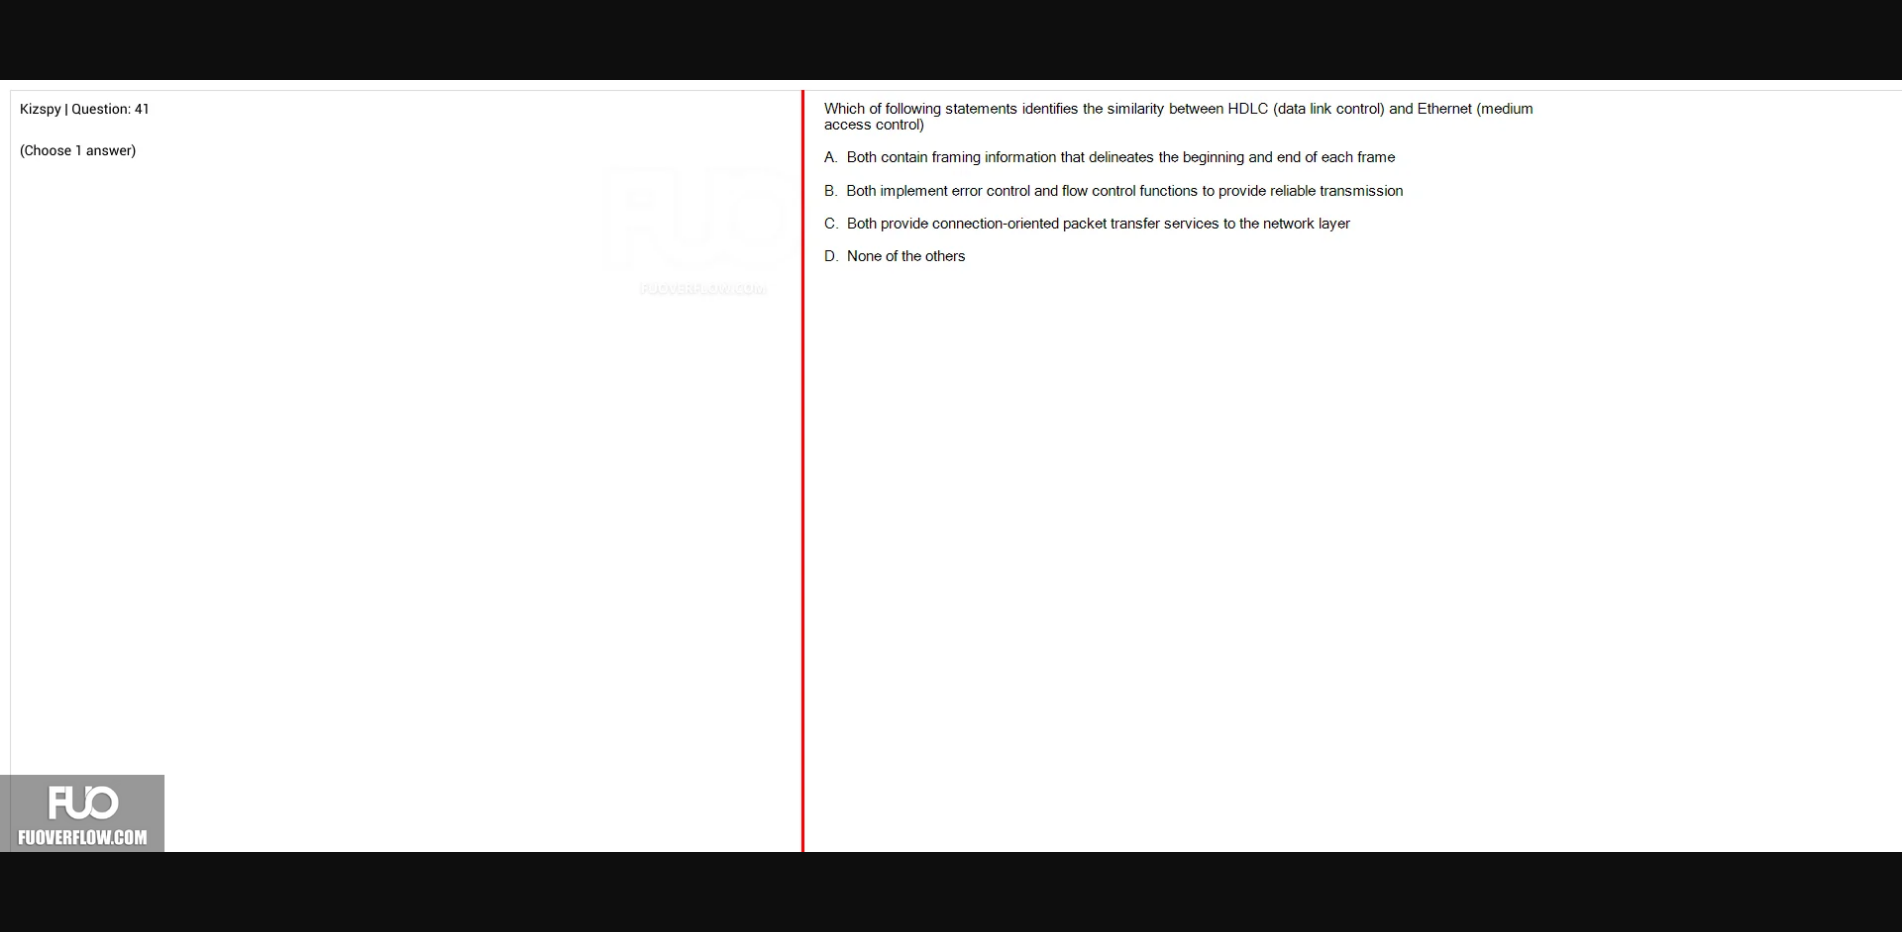 Kizspy | Question: 41
(Choose 1 answer)
FUOVERFLOW.COM
Which of following statements identifies the similarity between HDLC (data link control) and Ethernet (medium
access control)
A. Both contain framing information that delineates the beginning and end of each frame
B. Both implement error control and flow control functions to provide reliable transmission
C. Both provide connection-oriented packet transfer services to the network layer
D. None of the others
FUO
FUOVERFLOW.COM